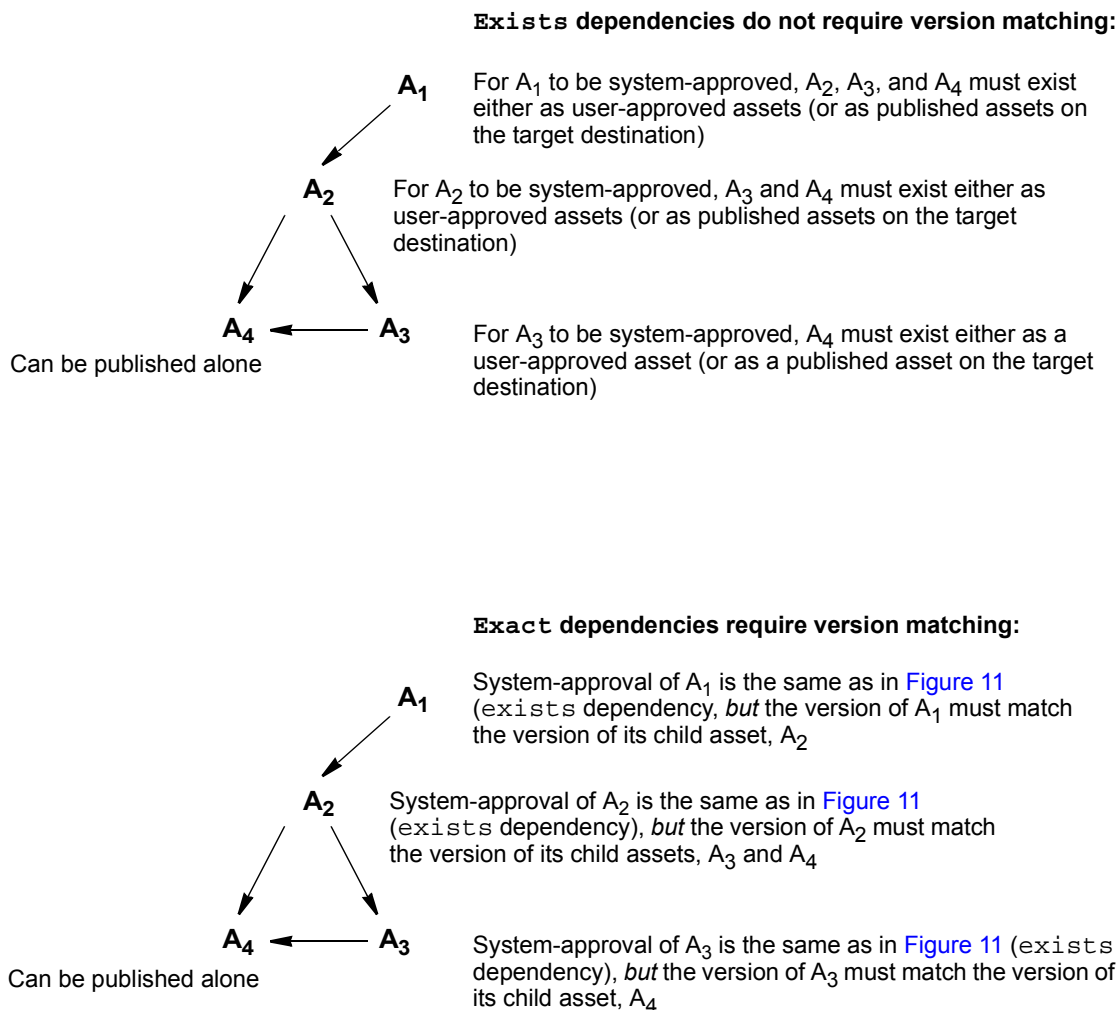 Exists dependencies do not require version matching:
A1
For A1 to be system-approved, A2, A3, and A4 must exist
either as user-approved assets (or as published assets on
the target destination)
A2
For A2 to be system-approved, A3 and A4 must exist either as
user-approved assets (or as published assets on the target
destination)
A4
A3
Can be published alone
For A3 to be system-approved, A4 must exist either as a
user-approved asset (or as a published asset on the target
destination)
Exact dependencies require version matching:
A1
System-approval of A1 is the same as in Figure 11
(exists dependency, but the version of A1 must match
the version of its child asset, A2
A2
System-approval of A2 is the same as in Figure 11
(exists dependency), but the version of A2 must match
the version of its child assets, A3 and A4
A4
A3
Can be published alone
System-approval of A3 is the same as in Figure 11 (exists
dependency), but the version of A3 must match the version of
its child asset, A4